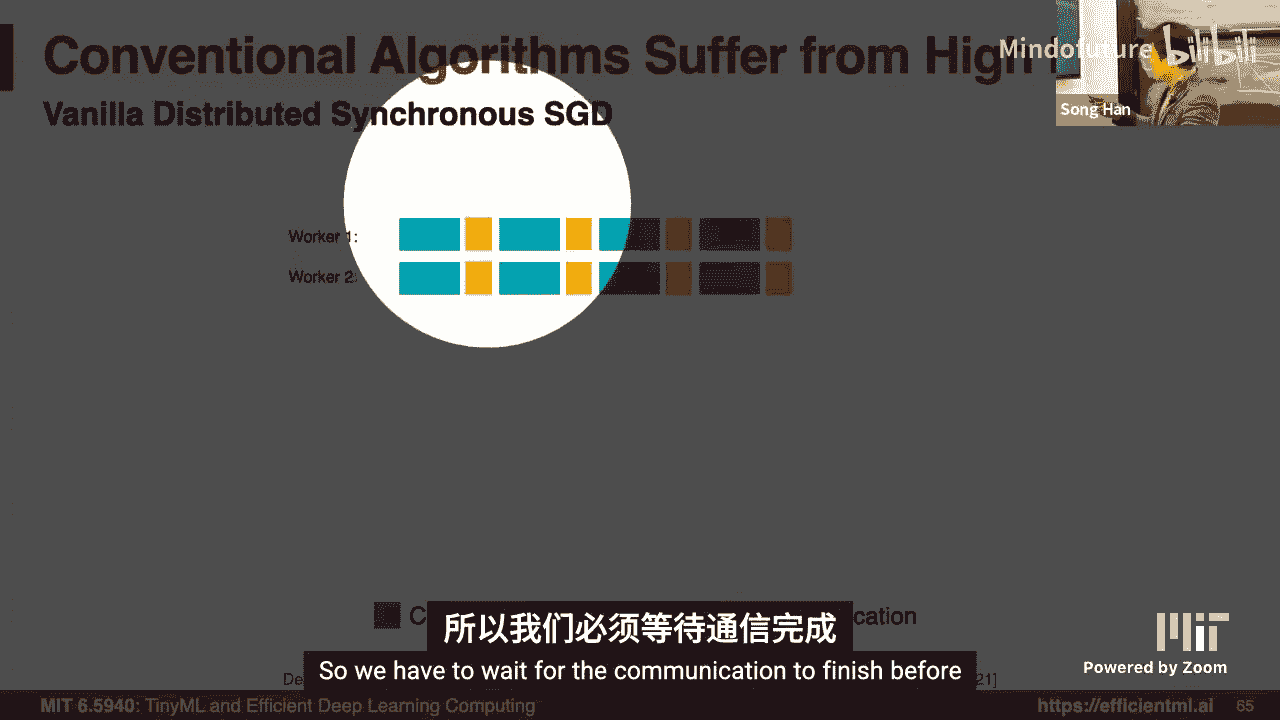 Conventional Algorithms Suffer from High
Mindofuture bilibili
Song Han
Vanilla Distributed Synchronous SGD
Worker 1:
Worker 2:
所以我们必须等待通信完成
So we have to wait for the communication to finish before
MIT
Powered by Zoom
MIT 6.5940: TinyML and Efficient Deep Learning Computing
https://efficientml.ai
65